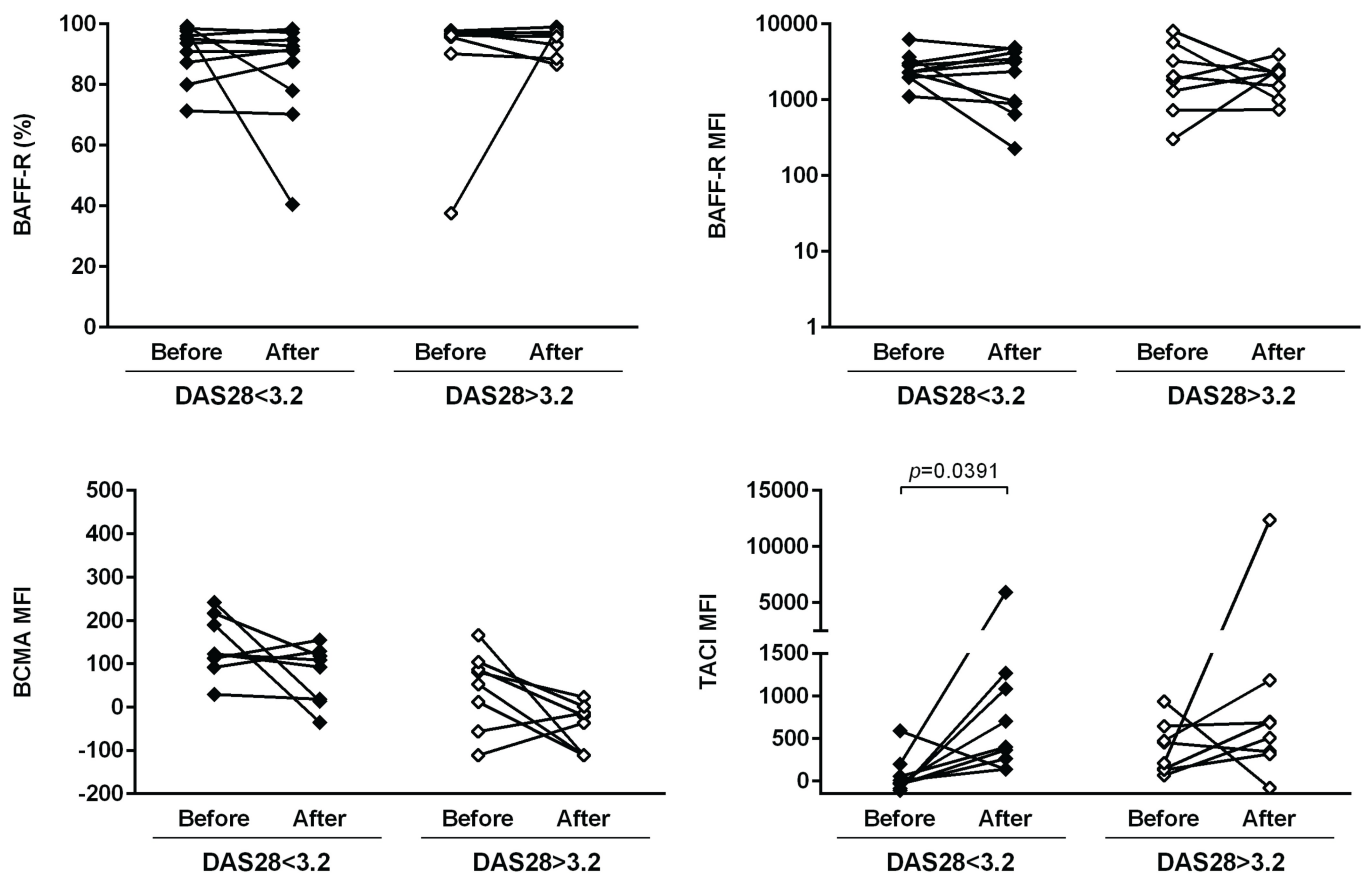 BAFF-R (%)
100
80
60
40
20
0
Before After Before After
DAS28<3.2 DAS28>3.2
BAFF-R MFI
10000
1000
100
10
1
Before After Before After
DAS28<3.2 DAS28>3.2
BCMA MFI
500
400
300
200
100
0
-100
-200
Before After Before After
DAS28<3.2 DAS28>3.2
TACI MFI
p=0.0391
15000
10000
5000
1500
1000
500
0
Before After Before After
DAS28<3.2 DAS28>3.2